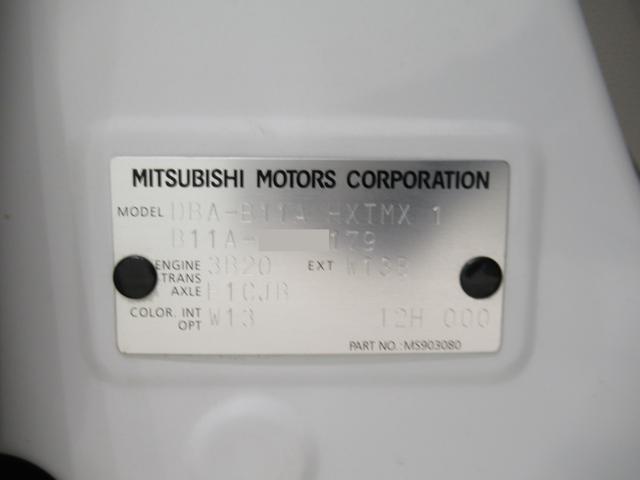 MITSUBISHI MOTORS CORPORATION
MODEL DBA-B11A HXTMX 1
B11A- 179
ENGINE 3B20 EXT W13B
TRANS
AXLE F1CJB
COLOR. INT W13 12H 000
OPT
PART NO.:MS903080